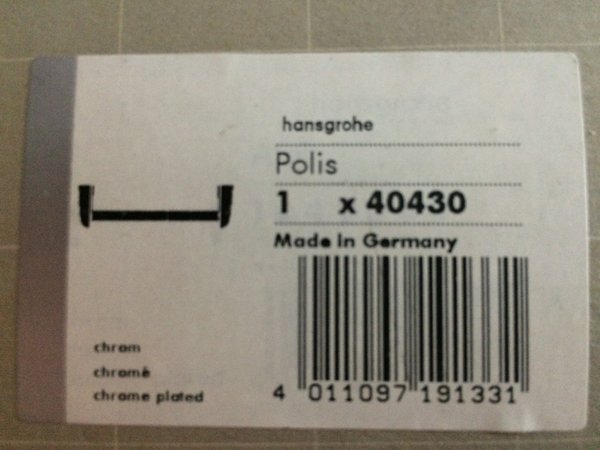 hansgrohe
Polis
1 x 40430
Made In Germany
chrom
chromé
chrome plated
4 011097 191331